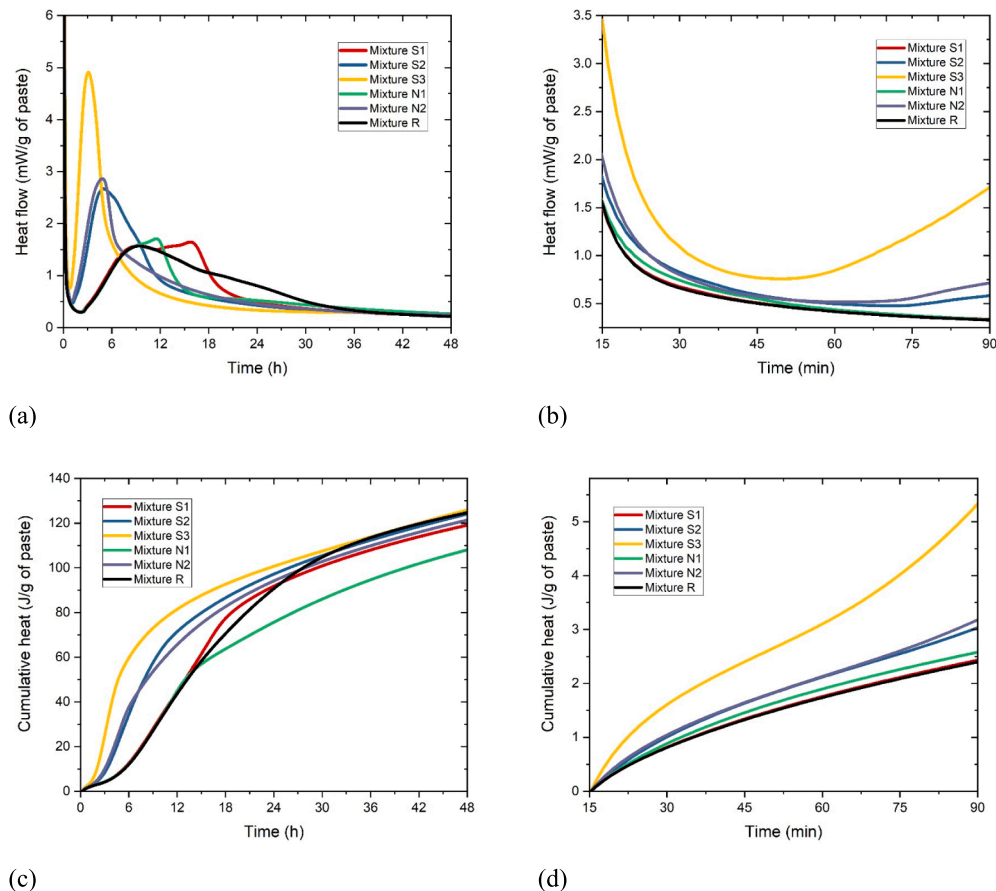 6
5
4
3
2
1
0
0 6 12 18 24 30 36 42 48
Heat flow (mW/g of paste)
Time (h)
Mixture S1
Mixture S2
Mixture S3
Mixture N1
Mixture N2
Mixture R
(a)
3.5
3.0
2.5
2.0
1.5
1.0
0.5
15 30 45 60 75 90
Heat flow (mW/g of paste)
Time (min)
Mixture S1
Mixture S2
Mixture S3
Mixture N1
Mixture N2
Mixture R
(b)
140
120
100
80
60
40
20
0
0 6 12 18 24 30 36 42 48
Cumulative heat (J/g of paste)
Time (h)
Mixture S1
Mixture S2
Mixture S3
Mixture N1
Mixture N2
Mixture R
(c)
5
4
3
2
1
0
15 30 45 60 75 90
Cumulative heat (J/g of paste)
Time (min)
Mixture S1
Mixture S2
Mixture S3
Mixture N1
Mixture N2
Mixture R
(d)